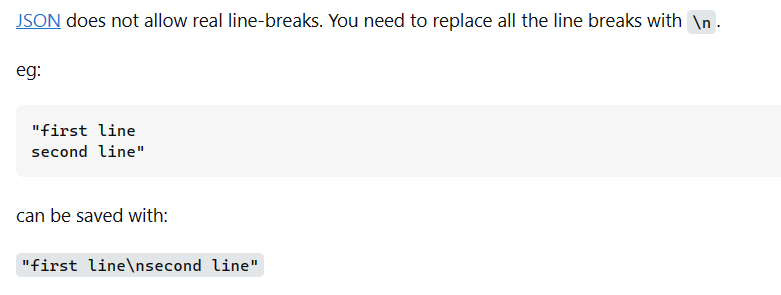 JSON does not allow real line-breaks. You need to replace all the line breaks with \n.
eg:
"first line
second line"
can be saved with:
"first line\nsecond line"